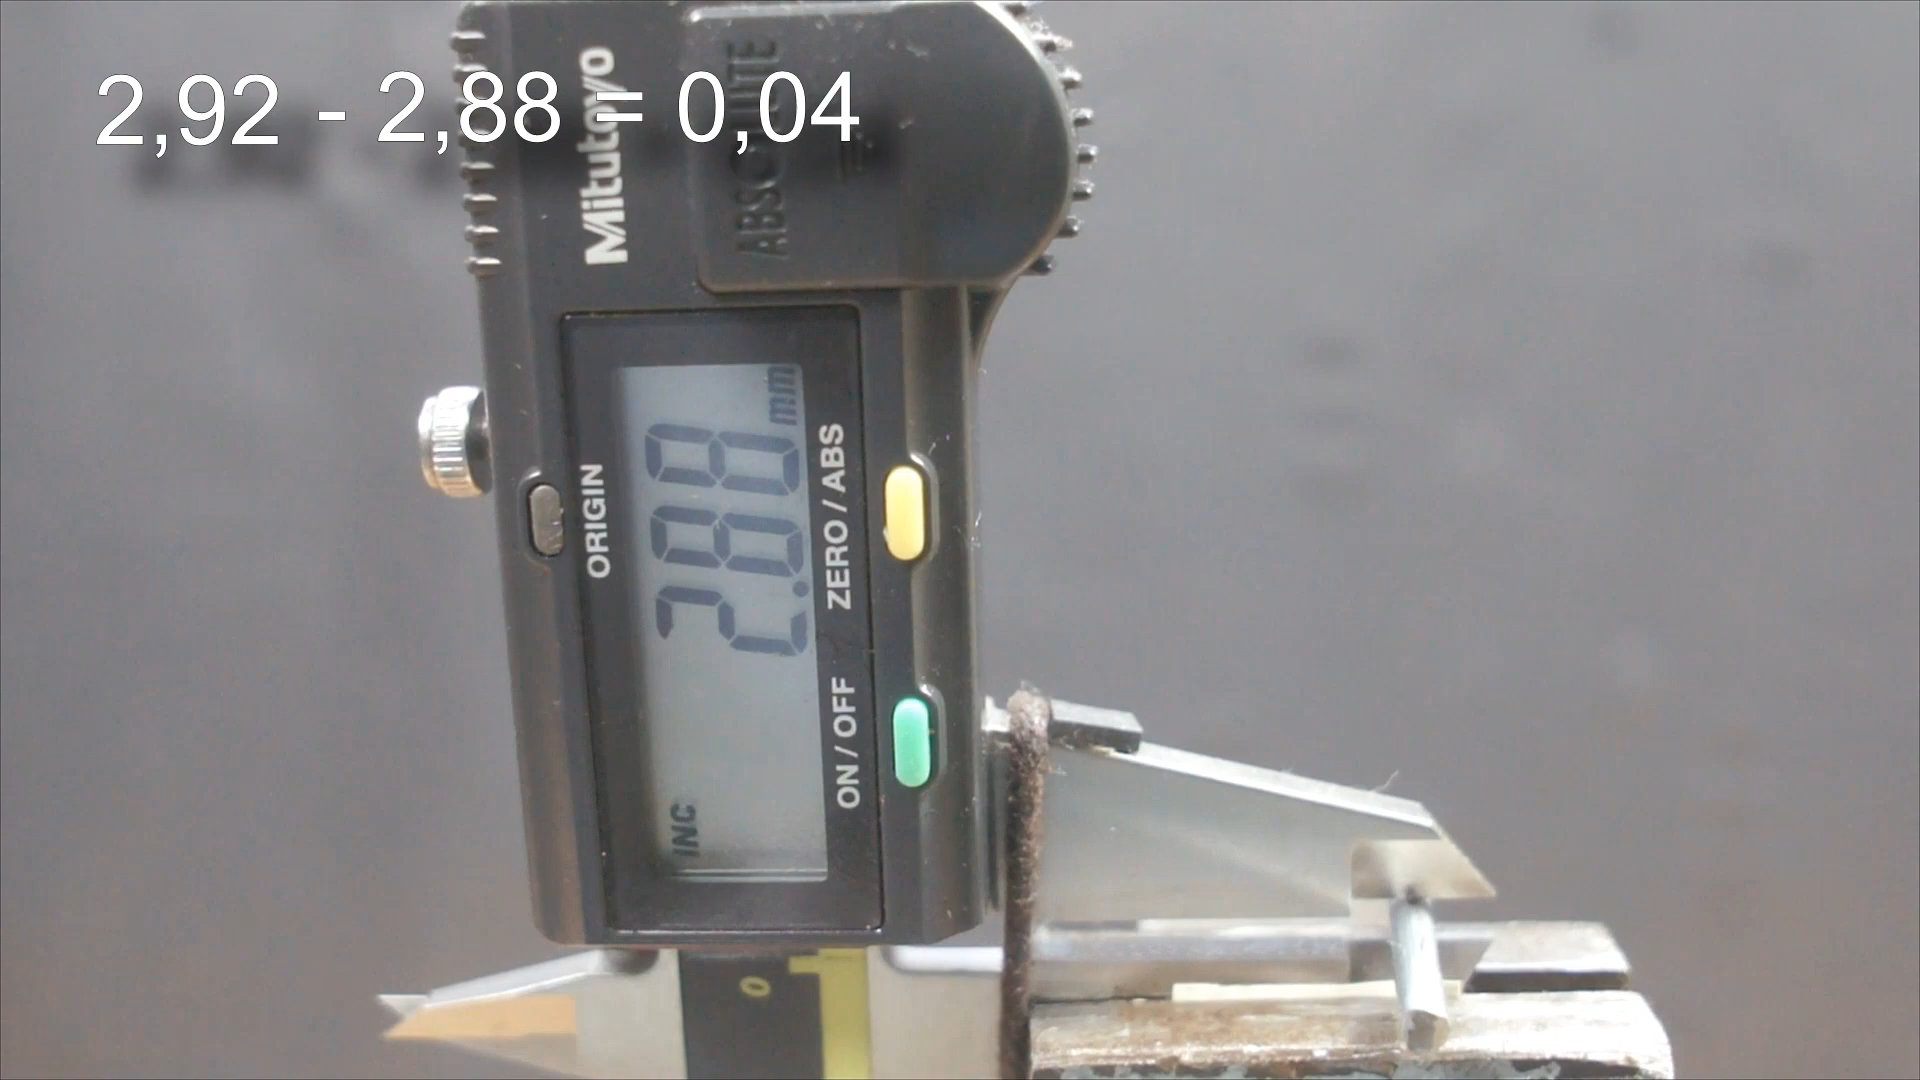 2,92 - 2,88 = 0,04
Mitutoyo
ABSOLUTE
ORIGIN
2.88 mm
INC
ZERO / ABS
ON / OFF
0